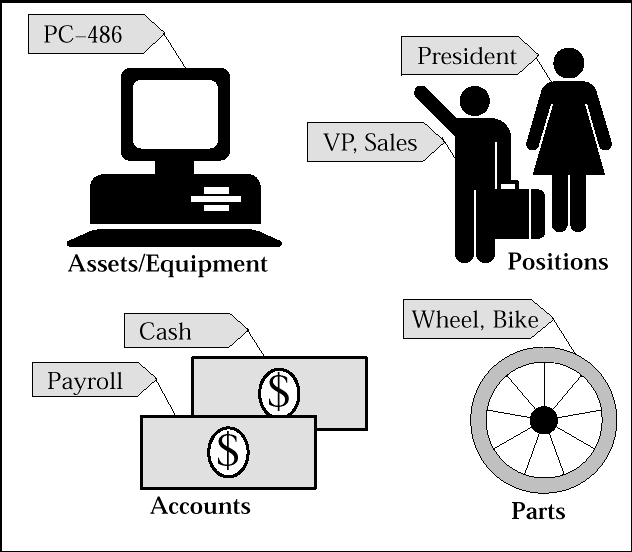 PC–486
President
VP, Sales
Assets/Equipment
Positions
Cash
Wheel, Bike
Payroll
$
$
Accounts
Parts